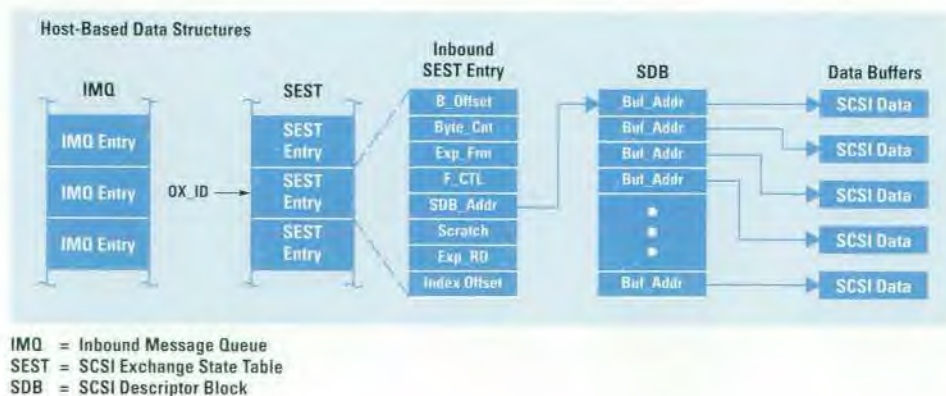 Host-Based Data Structures
IMQ
IMQ Entry
IMQ Entry
IMQ Entry
OX_ID
SEST
SEST
Entry
SEST
Entry
SEST
Entry
Inbound
SEST Entry
B_Offset
Byte_Cnt
Exp_Frm
F_CTL
SDB_Addr
Scratch
Exp_RO
Index Offset
SDB
Buf_Addr
Buf_Addr
Buf_Addr
Buf_Addr
Buf_Addr
Data Buffers
SCSI Data
SCSI Data
SCSI Data
SCSI Data
SCSI Data
IMQ = Inbound Message Queue
SEST = SCSI Exchange State Table
SDB = SCSI Descriptor Block